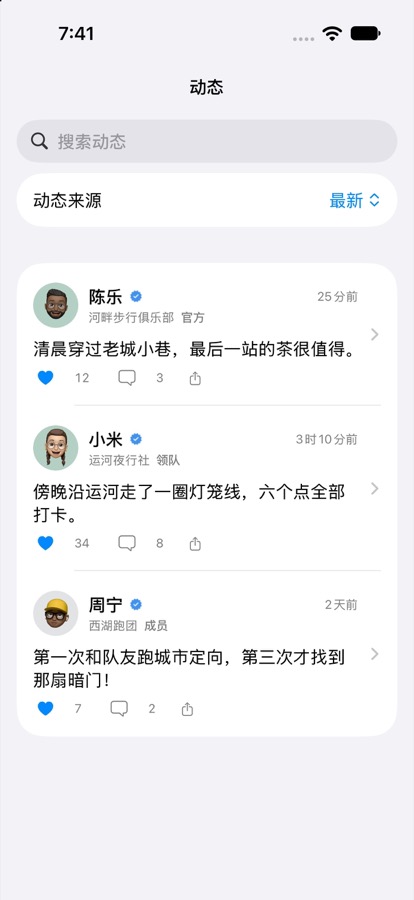 7:41
动态
搜索动态
动态来源 最新
陈乐 25分前
河畔步行俱乐部 官方
清晨穿过老城小巷，最后一站的茶很值得。
12 3
小米 3时10分前
运河夜行社 领队
傍晚沿运河走了一圈灯笼线，六个点全部
打卡。
34 8
周宁 2天前
西湖跑团 成员
第一次和队友跑城市定向，第三次才找到
那扇暗门！
7 2